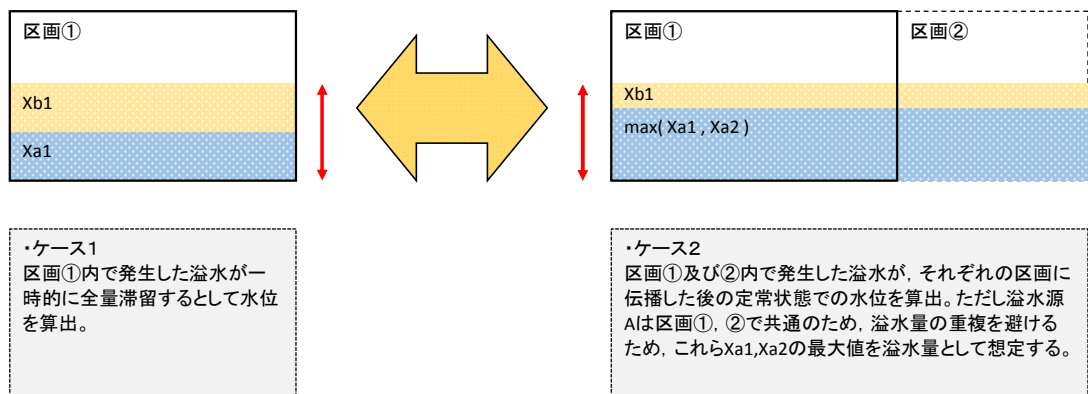 区画①
Xb1
Xa1
区画①
区画②
Xb1
max( Xa1 , Xa2 )
・ケース1
区画①内で発生した溢水が一
時的に全量滞留するとして水位
を算出。
・ケース2
区画①及び②内で発生した溢水が，それぞれの区画に
伝播した後の定常状態での水位を算出。ただし溢水源
Aは区画①，②で共通のため，溢水量の重複を避ける
ため，これらXa1,Xa2の最大値を溢水量として想定する。